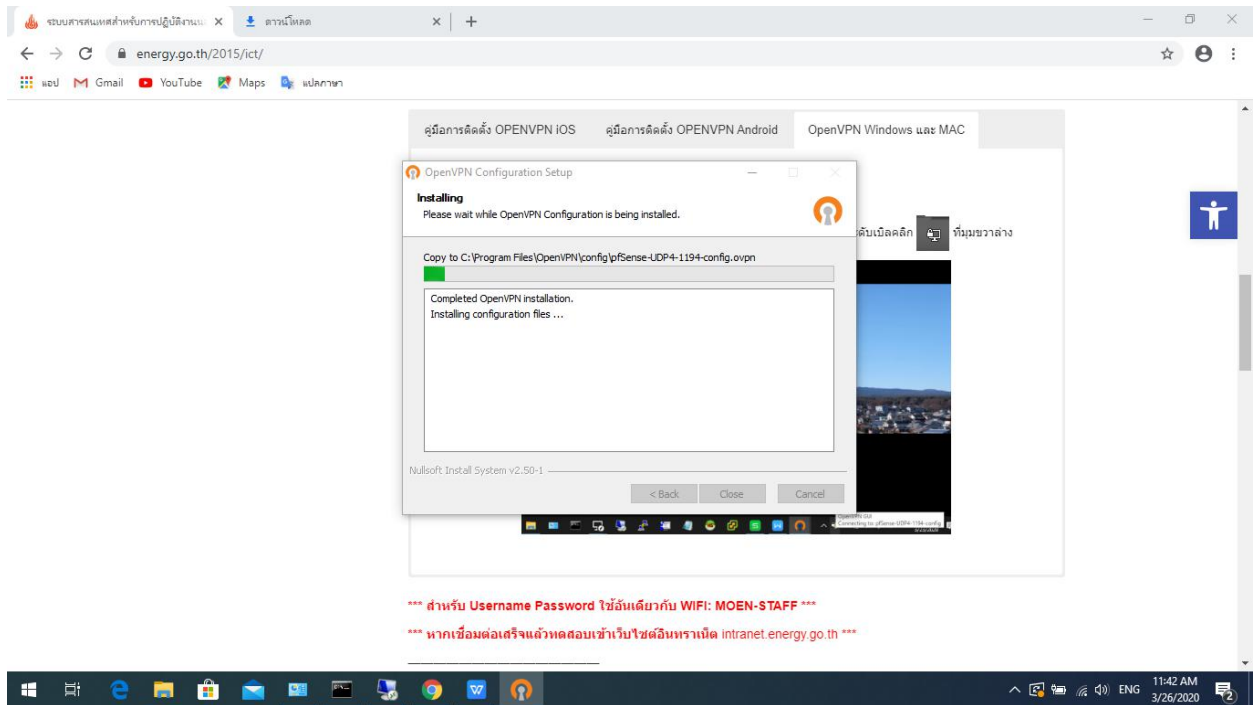 ระบบสารสนเทศสำหรับการปฏิบัติงานน
ดาวน์โหลด
energy.go.th/2015/ict/
แอป Gmail YouTube Maps แปลภาษา
คู่มือการติดตั้ง OPENVPN iOS คู่มือการติดตั้ง OPENVPN Android OpenVPN Windows และ MAC
OpenVPN Configuration Setup
Installing
Please wait while OpenVPN Configuration is being installed.
ดับเบิลคลิก ที่มุมขวาล่าง
Copy to C:\Program Files\OpenVPN\config\pfSense-UDP4-1194-config.ovpn
Completed OpenVPN installation.
Installing configuration files ...
Nullsoft Install System v2.50-1
< Back Close Cancel
OpenVPN GUI
Connecting to: pfSense-UDP4-1194-config
*** สำหรับ Username Password ใช้อันเดียวกับ WIFI: MOEN-STAFF ***
*** หากเชื่อมต่อเสร็จแล้วทดสอบเข้าเว็บไซต์อินทราเน็ต intranet.energy.go.th ***
ENG
11:42 AM
3/26/2020
2